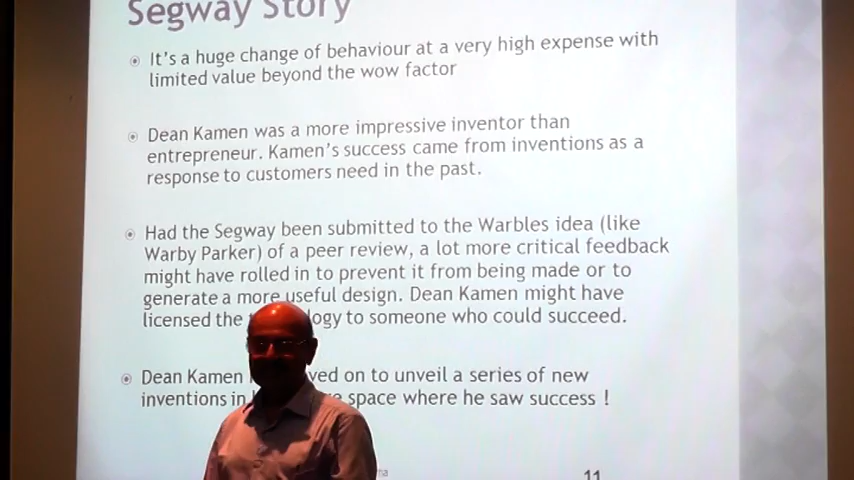 Segway Story
It's a huge change of behaviour at a very high expense with
limited value beyond the wow factor
Dean Kamen was a more impressive inventor than
entrepreneur. Kamen's success came from inventions as a
response to customers need in the past.
Had the Segway been submitted to the Warbles idea (like
Warby Parker) of a peer review, a lot more critical feedback
might have rolled in to prevent it from being made or to
generate a more useful design. Dean Kamen might have
licensed the ogy to someone who could succeed.
Dean Kamen ved on to unveil a series of new
inventions in space where he saw success !
11